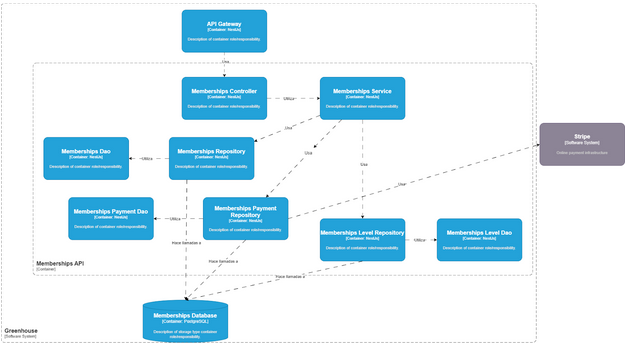 API Gateway
[Container: NestJs]
Description of container role/responsibility.
Usa
Memberships Controller
[Container: NestJs]
Description of container role/responsibility.
Utiliza
Memberships Service
[Container: NestJs]
Description of container role/responsibility.
Usa
Usa
Usa
Stripe
[Software System]
Online payment infrastructure.
Memberships Dao
[Container: NestJs]
Description of container role/responsibility.
Utiliza
Memberships Repository
[Container: NestJs]
Description of container role/responsibility.
Usa
Memberships Payment Dao
[Container: NestJs]
Description of container role/responsibility.
Utiliza
Memberships Payment
Repository
[Container: NestJs]
Description of container role/responsibility.
Memberships Level Repository
[Container: NestJs]
Description of container role/responsibility.
Utilizar
Memberships Level Dao
[Container: NestJs]
Description of container role/responsibility.
Hace llamadas a
Hace llamadas a
Hace llamadas a
Memberships API
[Container]
Memberships Database
[Container: PostgreSQL]
Description of storage type container
role/responsibility.
Greenhouse
[Software System]